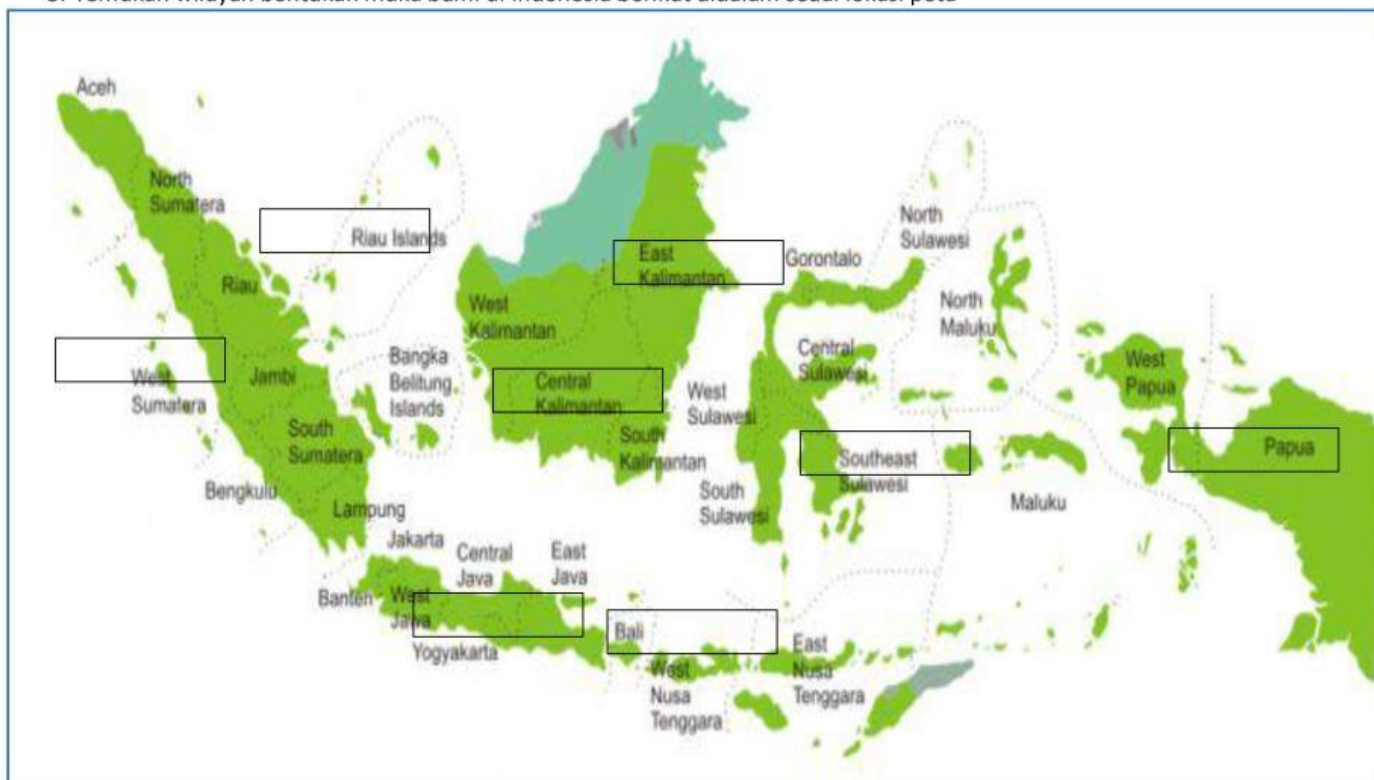 Aceh
North
Sumatera
Riau Islands
Riau
West
Sumatera
Jambi
Bangka
Belitung
Islands
South
Sumatera
Bengkulu
Lampung
Jakarta
Banten
West
Jawa
Central
Java
East
Java
Yogyakarta
Bali
West
Nusa
Tenggara
East
Nusa
Tenggara
West
Kalimantan
East
Kalimantan
Central
Kalimantan
South
Kalimantan
Gorontalo
North
Sulawesi
Central
Sulawesi
West
Sulawesi
South
Sulawesi
Southeast
Sulawesi
North
Maluku
Maluku
West
Papua
Papua